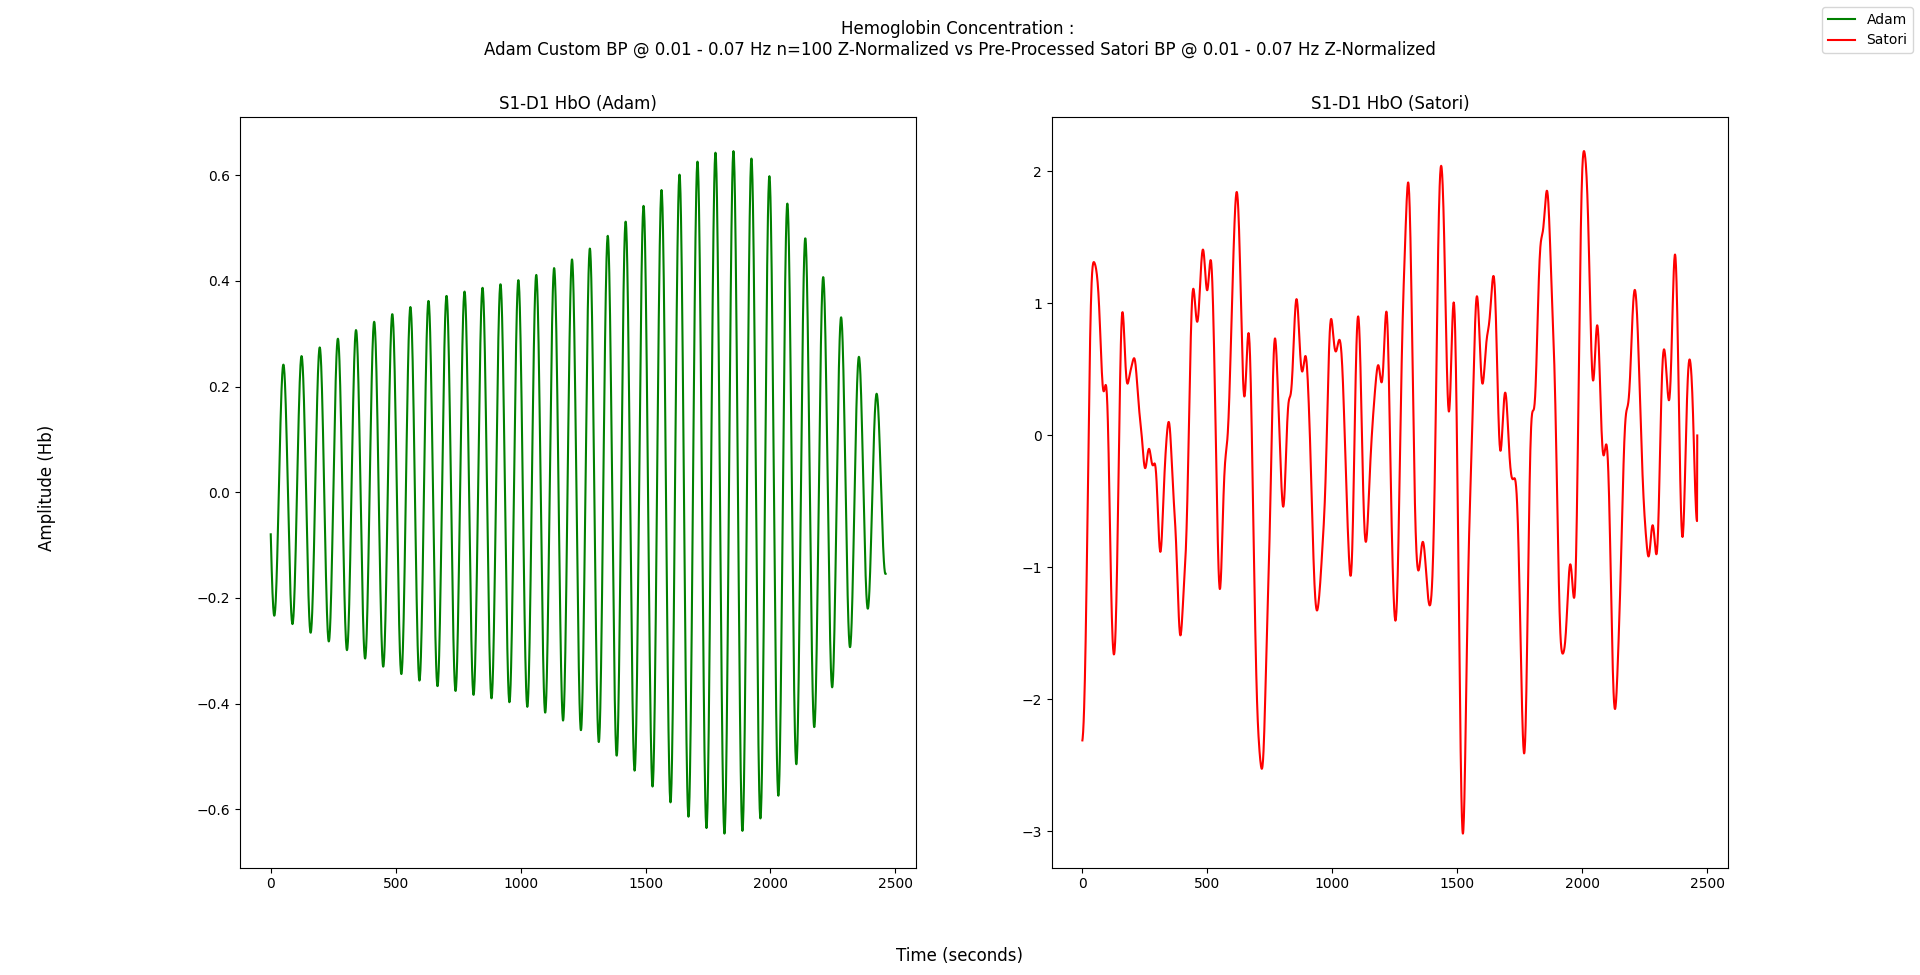 Hemoglobin Concentration :
Adam Custom BP @ 0.01 - 0.07 Hz n=100 Z-Normalized vs Pre-Processed Satori BP @ 0.01 - 0.07 Hz Z-Normalized
Adam
Satori
S1-D1 HbO (Adam)
0.6
0.4
0.2
0.0
−0.2
−0.4
−0.6
0 500 1000 1500 2000 2500
S1-D1 HbO (Satori)
2
1
0
−1
−2
−3
0 500 1000 1500 2000 2500
Amplitude (Hb)
Time (seconds)